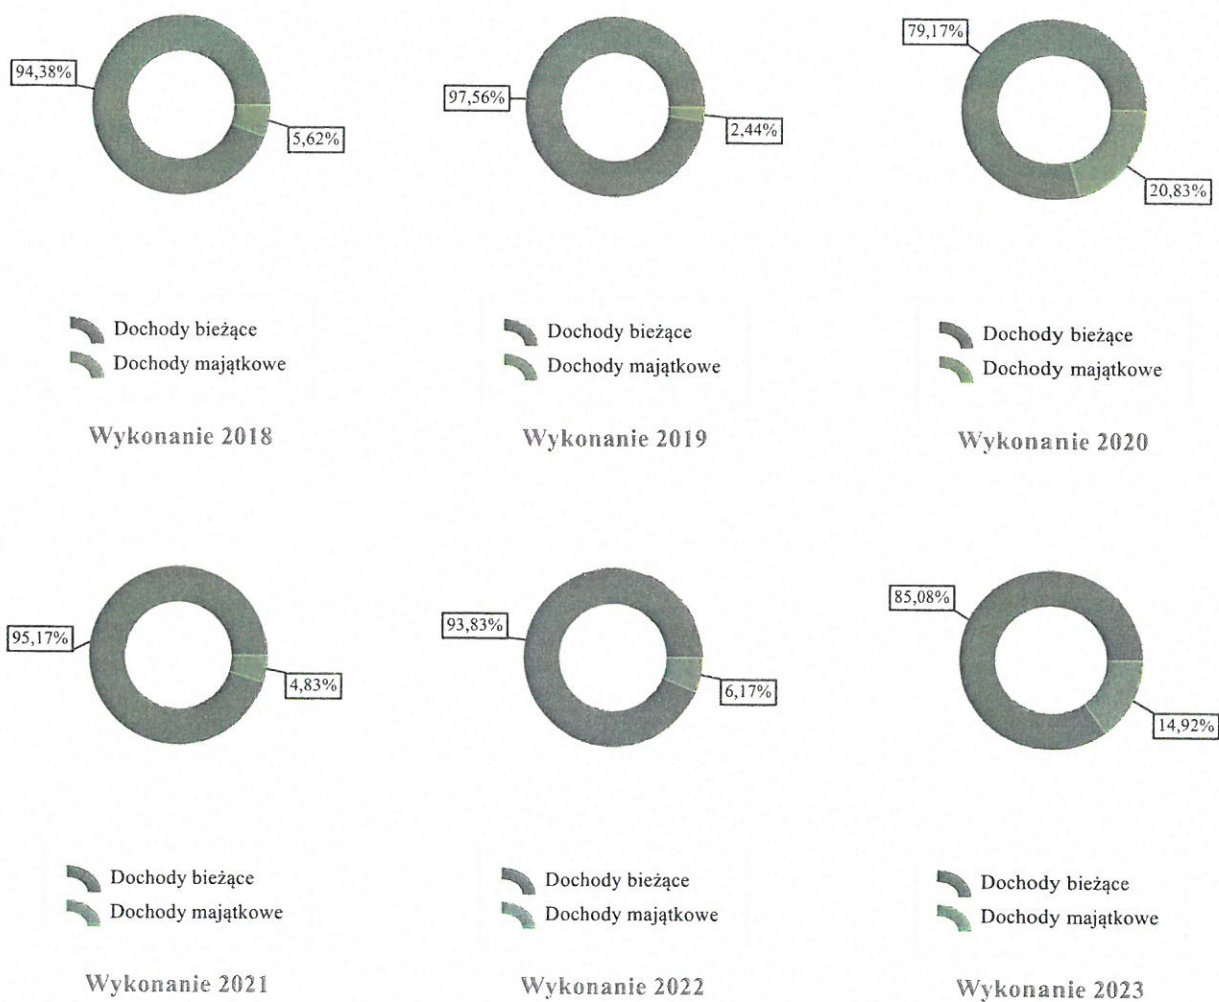 94,38%
5,62%
Dochody bieżące
Dochody majątkowe
Wykonanie 2018
97,56%
2,44%
Dochody bieżące
Dochody majątkowe
Wykonanie 2019
79,17%
20,83%
Dochody bieżące
Dochody majątkowe
Wykonanie 2020
95,17%
4,83%
Dochody bieżące
Dochody majątkowe
Wykonanie 2021
93,83%
6,17%
Dochody bieżące
Dochody majątkowe
Wykonanie 2022
85,08%
14,92%
Dochody bieżące
Dochody majątkowe
Wykonanie 2023